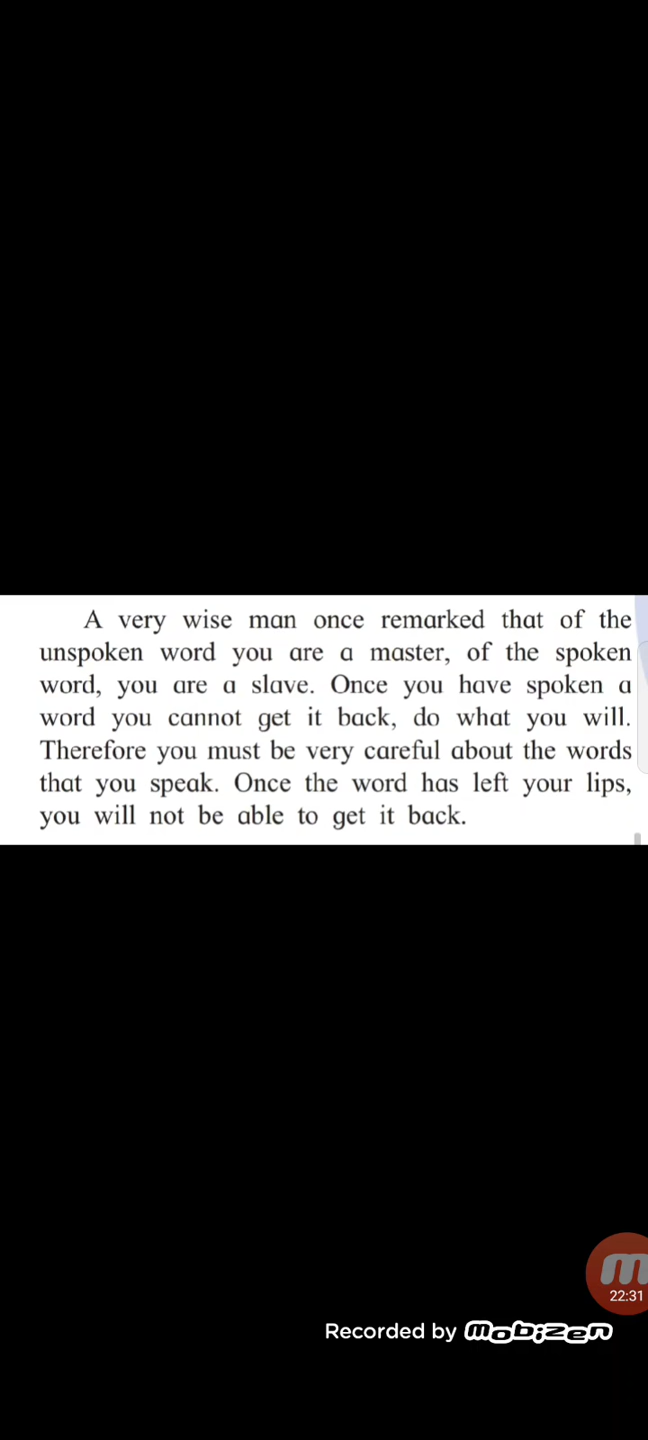 A very wise man once remarked that of the
unspoken word you are a master, of the spoken
word, you are a slave. Once you have spoken a
word you cannot get it back, do what you will.
Therefore you must be very careful about the words
that you speak. Once the word has left your lips,
you will not be able to get it back.
22:31
Recorded by mobizen